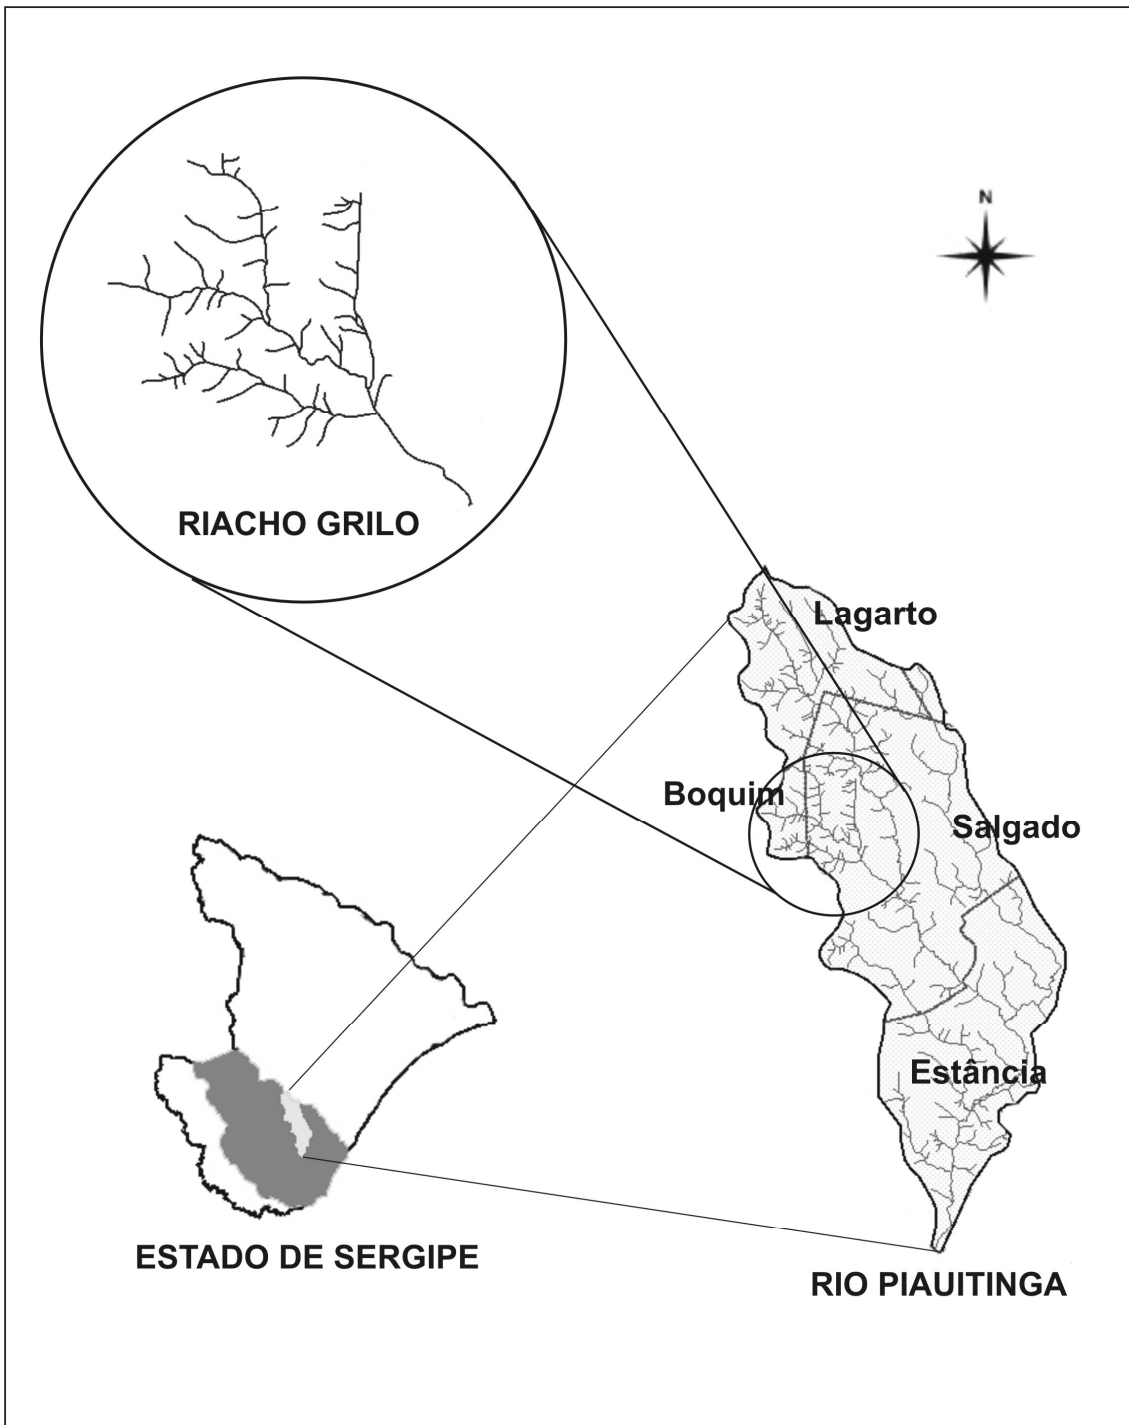 N
RIACHO GRILO
Lagarto
Boquim
Salgado
Estância
ESTADO DE SERGIPE
RIO PIAUITINGA